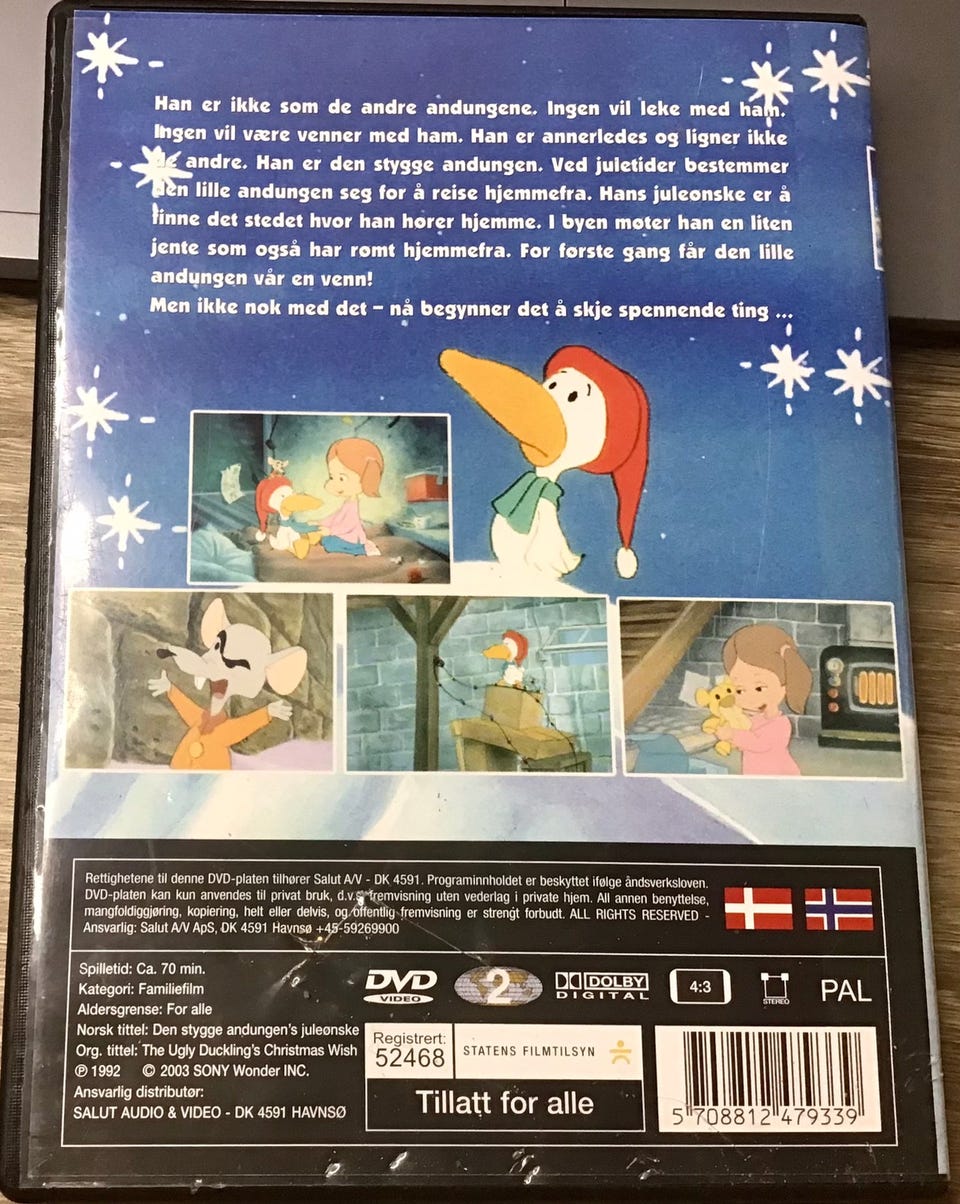 Han er ikke som de andre andungene. Ingen vil leke med ham.
Ingen vil være venner med ham. Han er annerledes og ligner ikke
de andre. Han er den stygge andungen. Ved juletider bestemmer
den lille andungen seg for å reise hjemmefra. Hans juleønske er å
finne det stedet hvor han hører hjemme. I byen møter han en liten
jente som også har rømt hjemmefra. For første gang får den lille
andungen vår en venn!
Men ikke nok med det – nå begynner det å skje spennende ting ...
Rettighetene til denne DVD-platen tilhører Salut A/V - DK 4591. Programinnholdet er beskyttet ifølge åndsverksloven.
DVD-platen kan kun anvendes til privat bruk, d.v.s fremvisning uten vederlag i private hjem. All annen benyttelse,
mangfoldiggjøring, kopiering, helt eller delvis, og offentlig fremvisning er strengt forbudt. ALL RIGHTS RESERVED -
Ansvarlig: Salut A/V ApS, DK 4591 Havnsø +45-59269900
Spilletid: Ca. 70 min.
Kategori: Familiefilm
Aldersgrense: For alle
Norsk tittel: Den stygge andungen's juleønske
Org. tittel: The Ugly Duckling's Christmas Wish
℗ 1992 © 2003 SONY Wonder INC.
Ansvarlig distributør:
SALUT AUDIO & VIDEO - DK 4591 HAVNSØ
DVD
VIDEO
2
DOLBY
DIGITAL
4:3
STEREO
PAL
Registrert:
52468
STATENS FILMTILSYN
Tillatt for alle
5 708812 479339